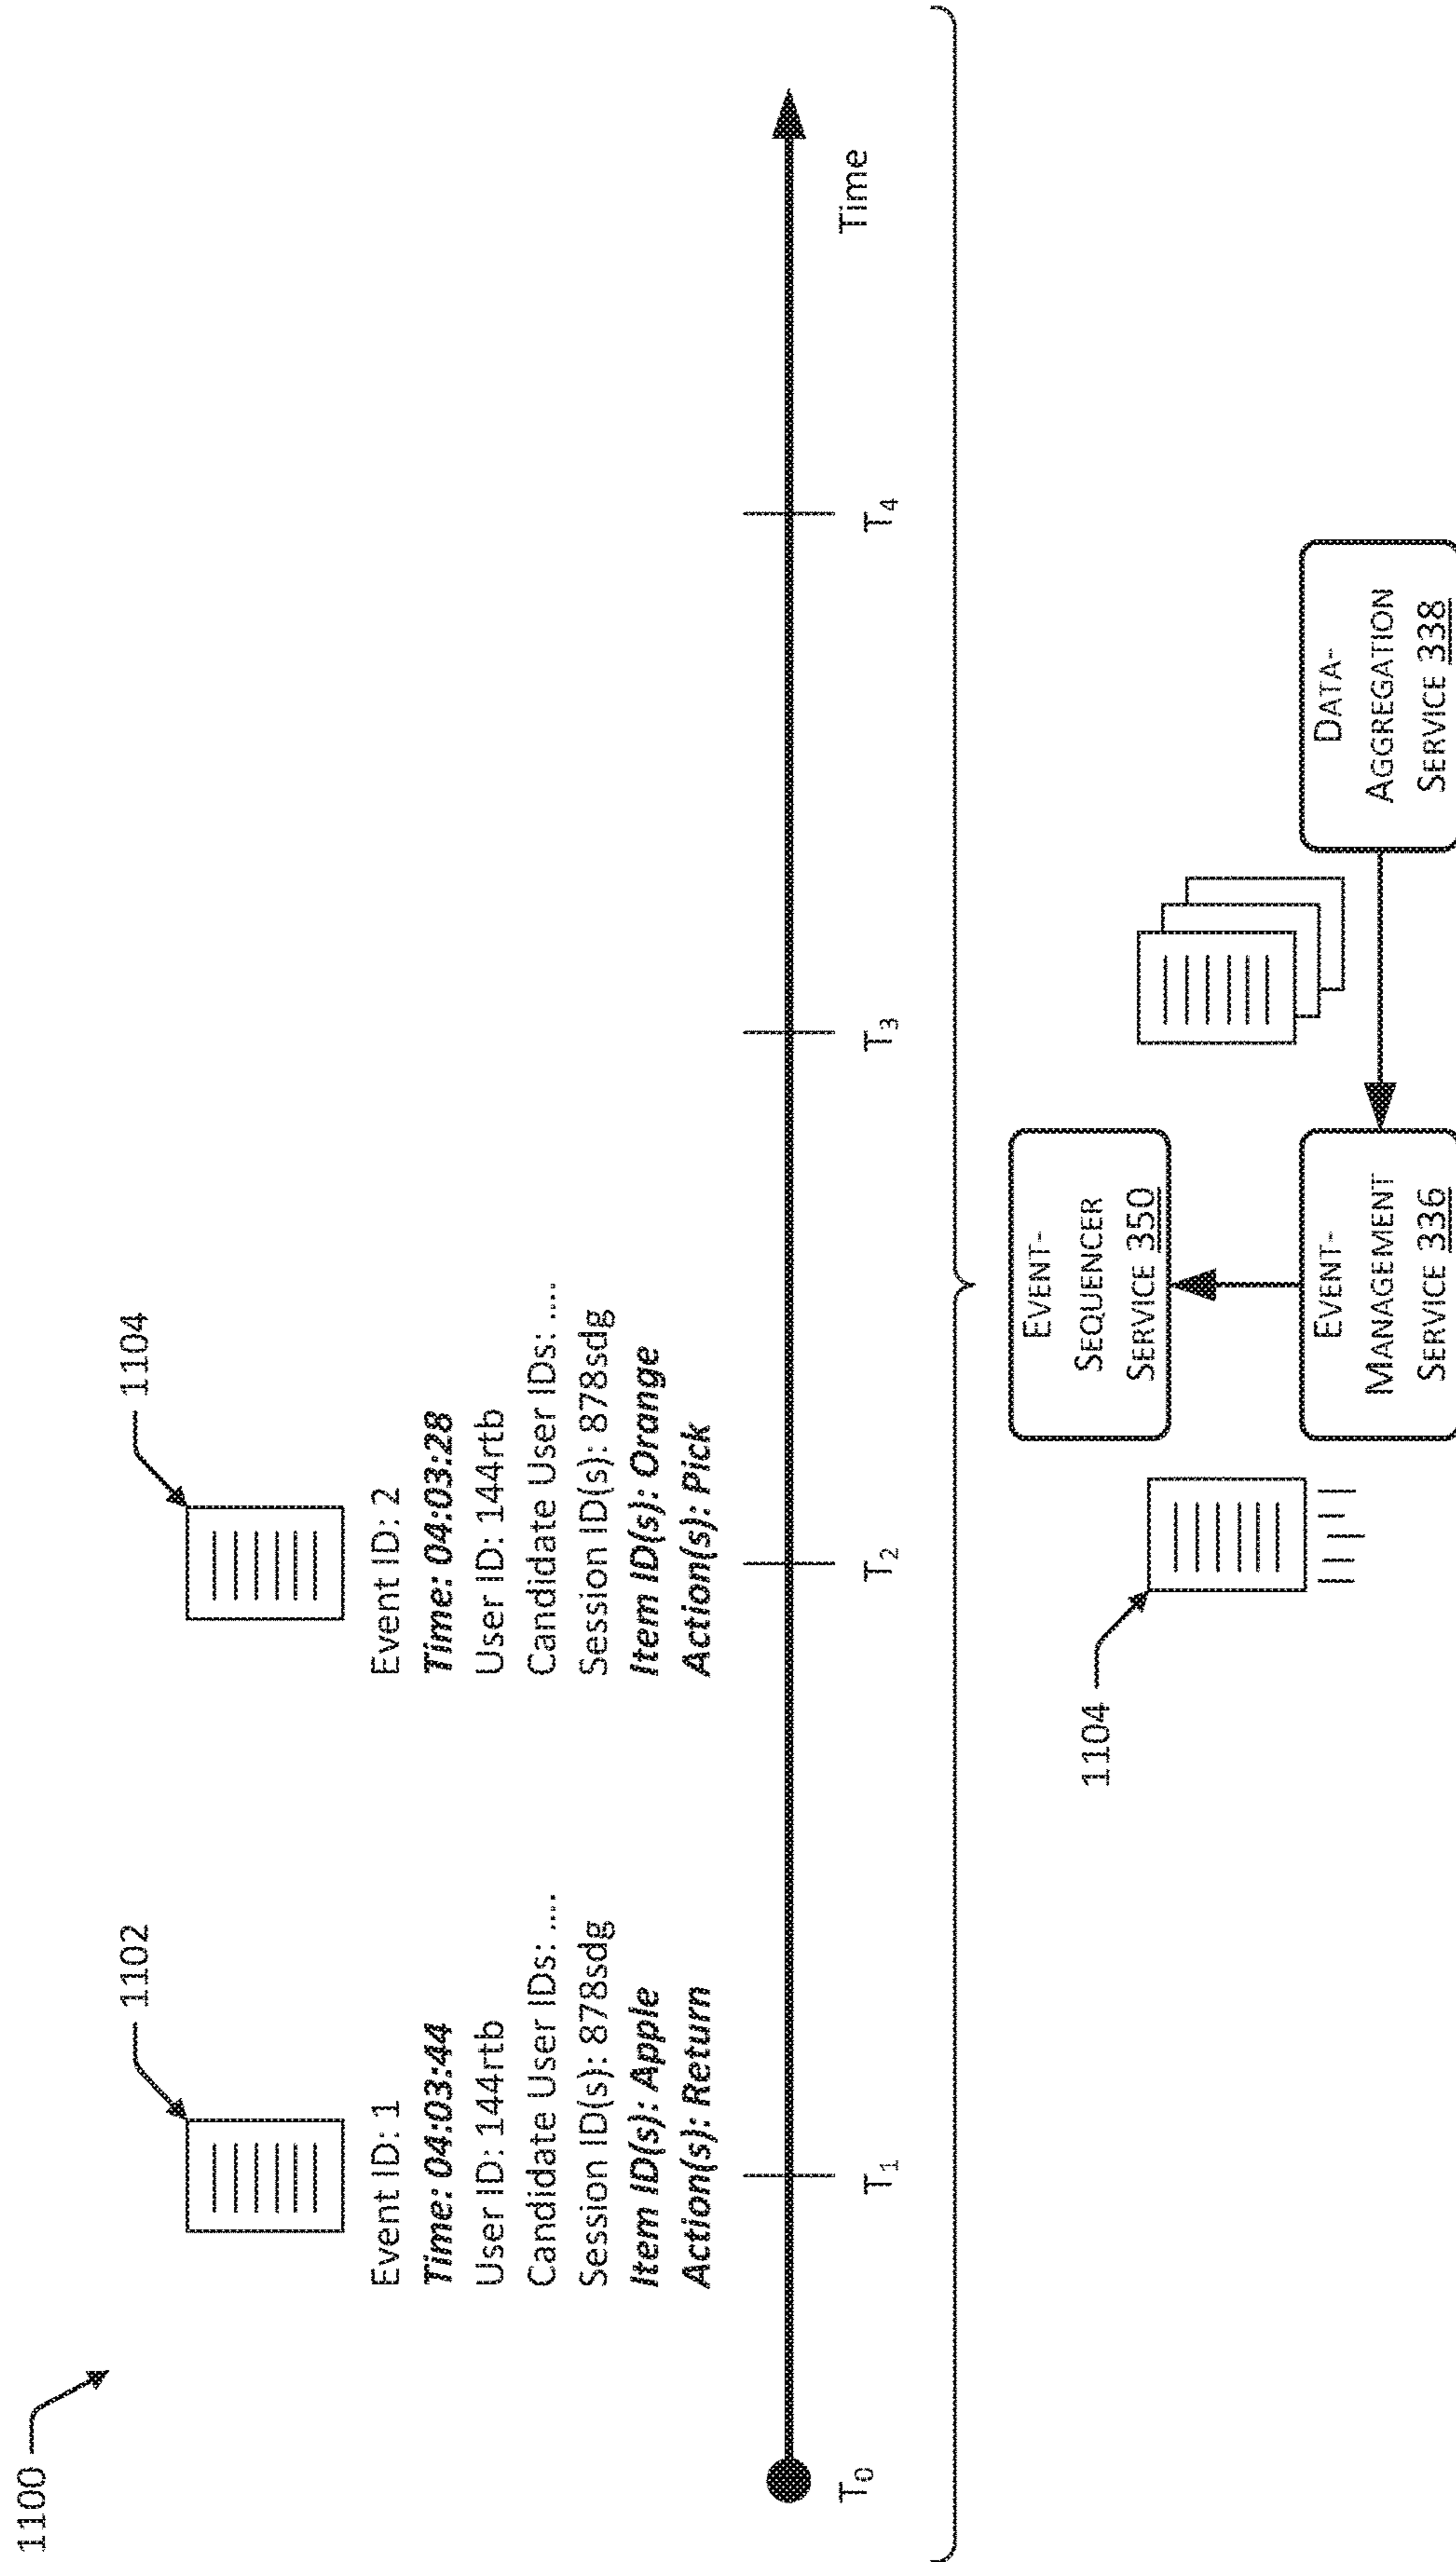 1100
1102
Event ID: 1
Time: 04:03:44
User ID: 144rtb
Candidate User IDs: ....
Session ID(s): 878sdg
Item ID(s): Apple
Action(s): Return
1104
Event ID: 2
Time: 04:03:28
User ID: 144rtb
Candidate User IDs: ....
Session ID(s): 878sdg
Item ID(s): Orange
Action(s): Pick
T0
T1
T2
T3
T4
Time
1104
EVENT-
SEQUENCER
SERVICE 350
EVENT-
MANAGEMENT
SERVICE 336
DATA-
AGGREGATION
SERVICE 338